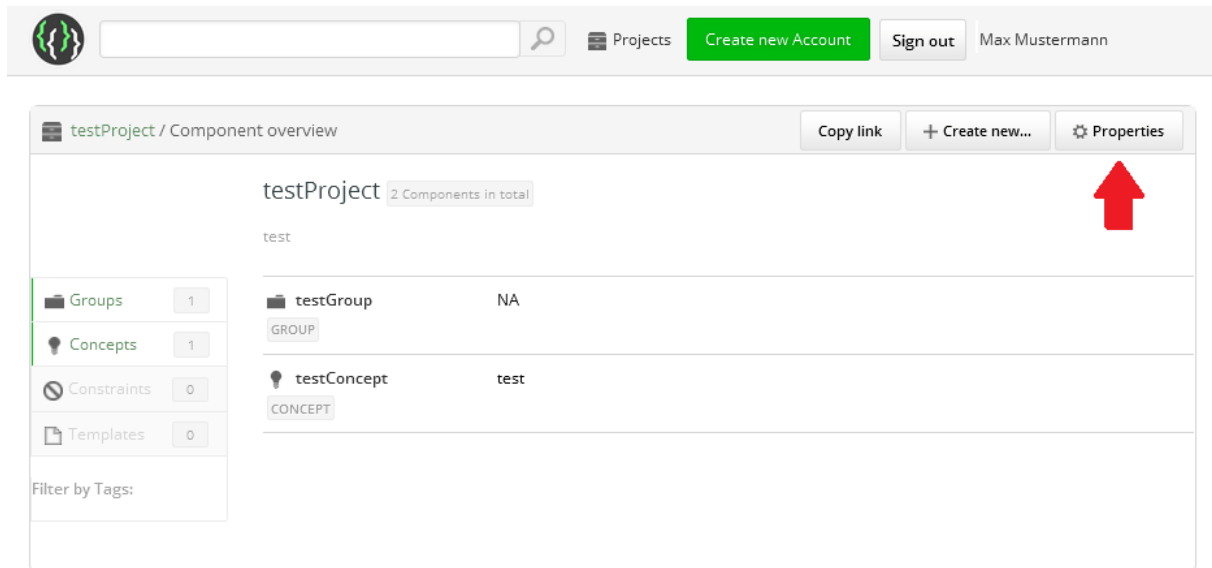 Projects Create new Account Sign out Max Mustermann
testProject / Component overview Copy link + Create new... Properties
testProject 2 Components in total
test
Groups 1 testGroup NA
GROUP
Concepts 1
testConcept test
Constraints 0
CONCEPT
Templates 0
Filter by Tags: